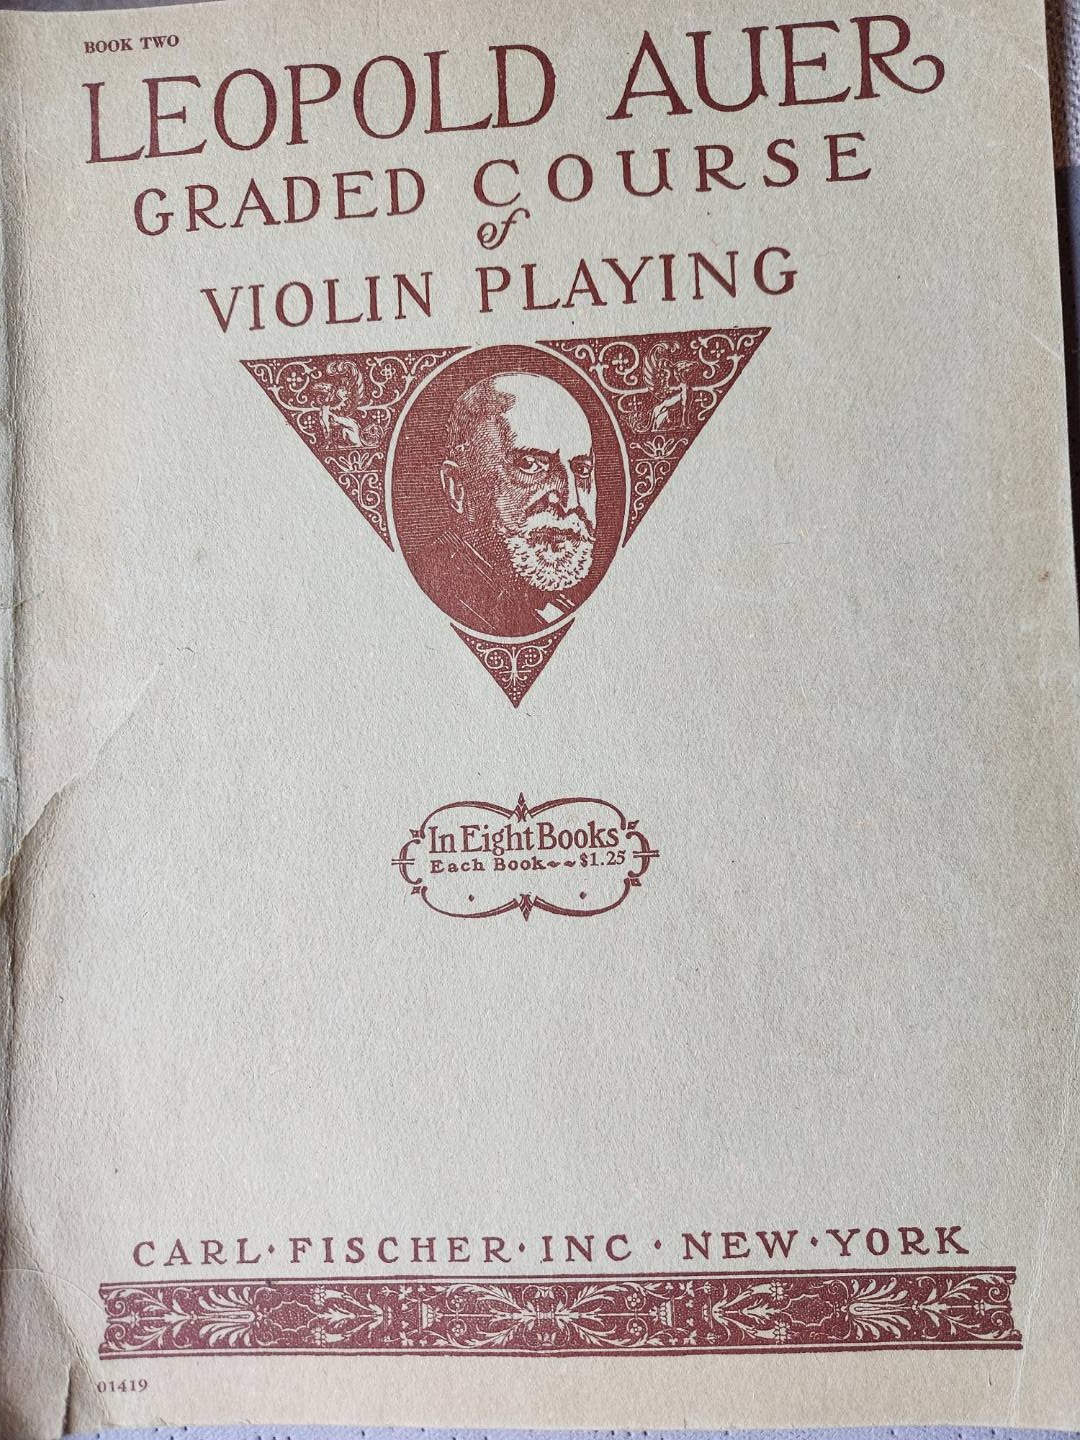 BOOK TWO
LEOPOLD AUER
GRADED COURSE
of
VIOLIN PLAYING
In Eight Books
Each Book~~$1.25
CARL·FISCHER·INC·NEW·YORK
01419